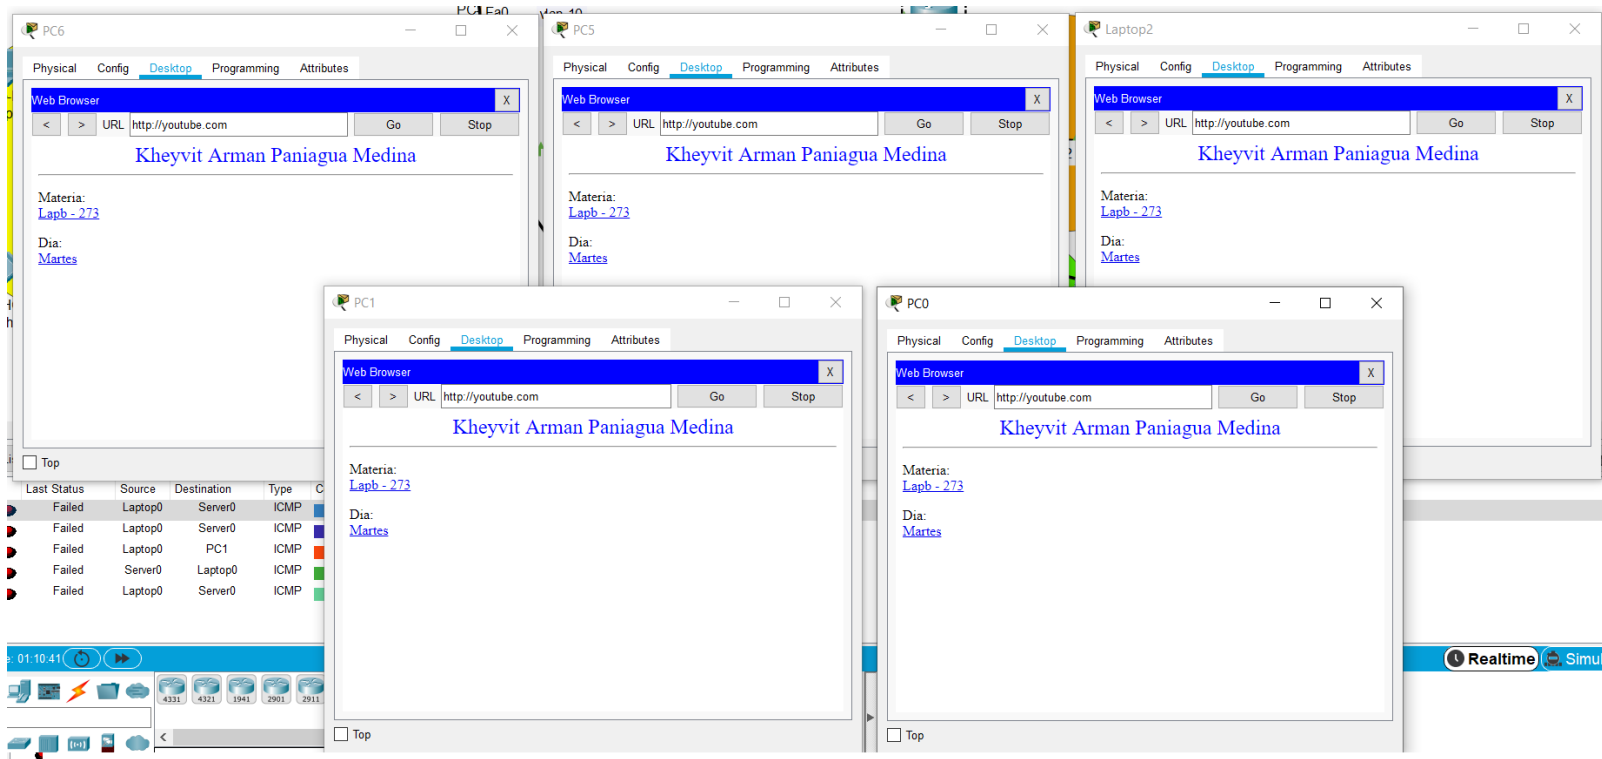 PC Fa0
vlan 10
PC6
Physical Config Desktop Programming Attributes
Web Browser X
< > URL http://youtube.com Go Stop
Kheyvit Arman Paniagua Medina
Materia:
Lapb - 273
Dia:
Martes
Top
PC5
Physical Config Desktop Programming Attributes
Web Browser X
< > URL http://youtube.com Go Stop
Kheyvit Arman Paniagua Medina
Materia:
Lapb - 273
Dia:
Martes
Laptop2
Physical Config Desktop Programming Attributes
Web Browser X
< > URL http://youtube.com Go Stop
Kheyvit Arman Paniagua Medina
Materia:
Lapb - 273
Dia:
Martes
PC1
Physical Config Desktop Programming Attributes
Web Browser X
< > URL http://youtube.com Go Stop
Kheyvit Arman Paniagua Medina
Materia:
Lapb - 273
Dia:
Martes
Top
PC0
Physical Config Desktop Programming Attributes
Web Browser X
< > URL http://youtube.com Go Stop
Kheyvit Arman Paniagua Medina
Materia:
Lapb - 273
Dia:
Martes
Top
Last Status Source Destination Type C
Failed Laptop0 Server0 ICMP
Failed Laptop0 Server0 ICMP
Failed Laptop0 PC1 ICMP
Failed Server0 Laptop0 ICMP
Failed Laptop0 Server0 ICMP
e: 01:10:41
Realtime Simul
4331 4321 1941 2901 2911